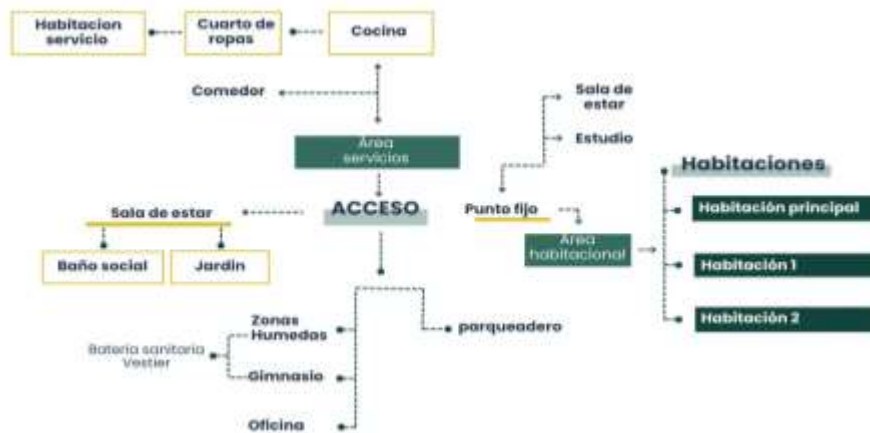 Habitacion
servicio
Cuarto de
ropas
Cocina
Comedor
Sala de
estar
Estudio
Área
servicios
Habitaciones
Sala de estar
ACCESO
Punto fijo
Habitación principal
Área
habitacional
Baño social
Jardin
Habitación 1
Habitación 2
Zonas
Humedas
parqueadero
Bateria sanitaria
Vestier
Gimnasio
Oficina